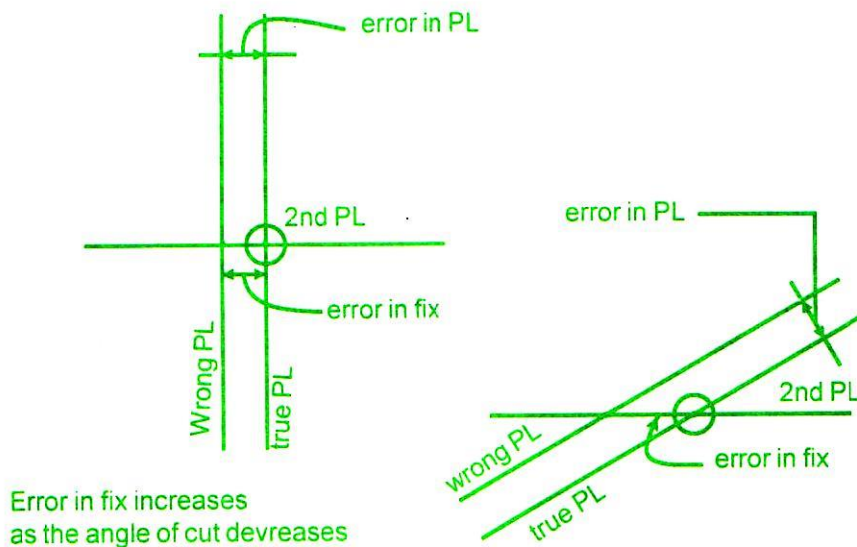 error in PL
2nd PL
error in fix
Wrong PL
true PL
error in PL
2nd PL
wrong PL
error in fix
true PL
Error in fix increases
as the angle of cut devreases